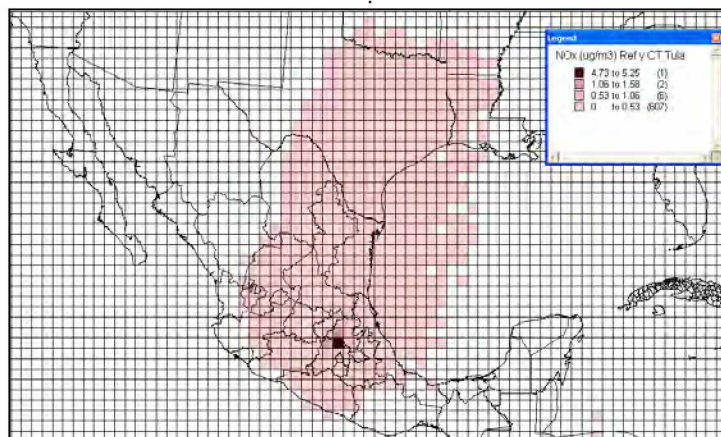 Legend
NOx (ug/m3) Ref y CT Tula
4.73 to 5.25 (1)
1.06 to 1.58 (2)
0.53 to 1.06 (6)
0 to 0.53 (607)